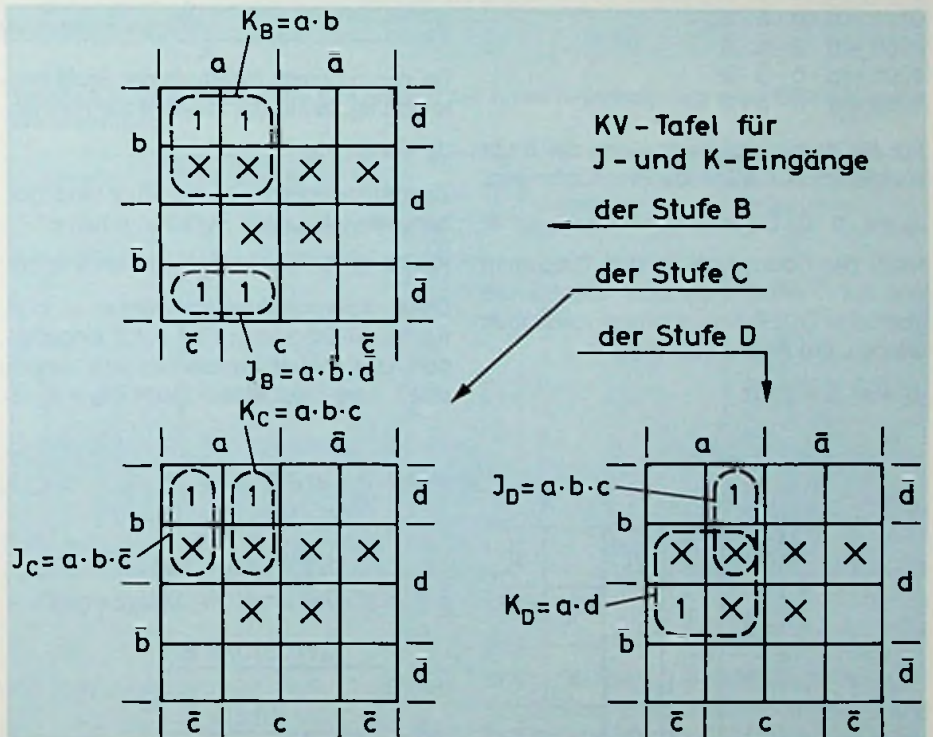 K_B=a·b
a ā
b
1 1
d̄
× × × ×
d
b̄
× ×
1 1
d̄
c̄ c c̄
J_B=a·b̄·d̄
KV-Tafel für
J-und K-Eingänge
der Stufe B
der Stufe C
der Stufe D
K_C=a·b·c
a ā
b
1 1
d̄
J_C=a·b·c̄
× × × ×
d
b̄
× ×
d̄
c̄ c c̄
a ā
J_D=a·b·c
b
1
d̄
× × × ×
d
K_D=a·d
b̄
1 × ×
d̄
c̄ c c̄